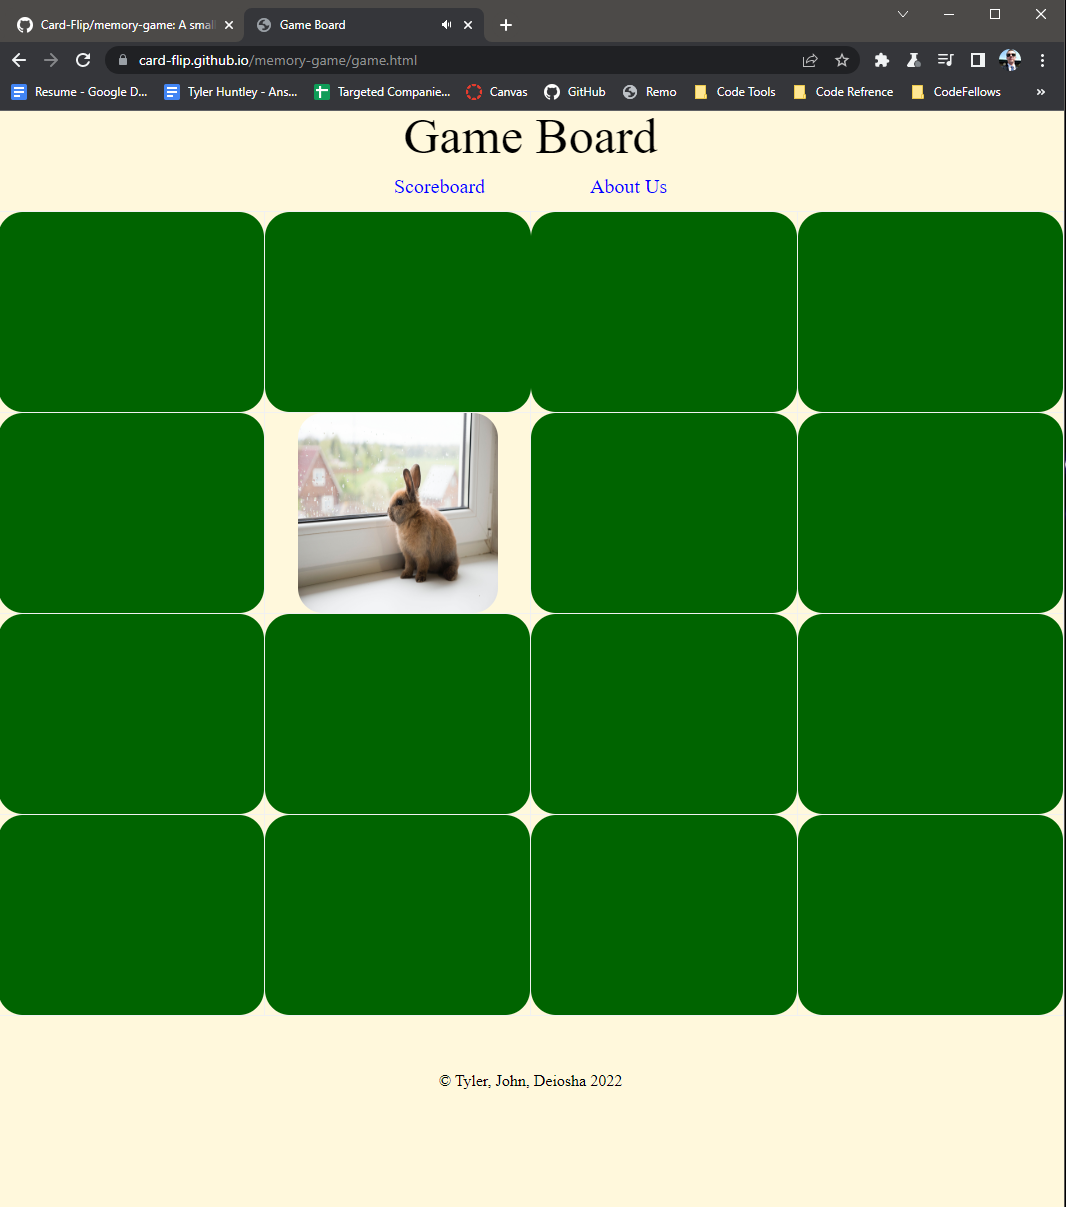 Card-Flip/memory-game: A small
Game Board
card-flip.github.io/memory-game/game.html
Resume - Google D... Tyler Huntley - Ans... Targeted Companie... Canvas GitHub Remo Code Tools Code Refrence CodeFellows »
Game Board
Scoreboard About Us
© Tyler, John, Deiosha 2022